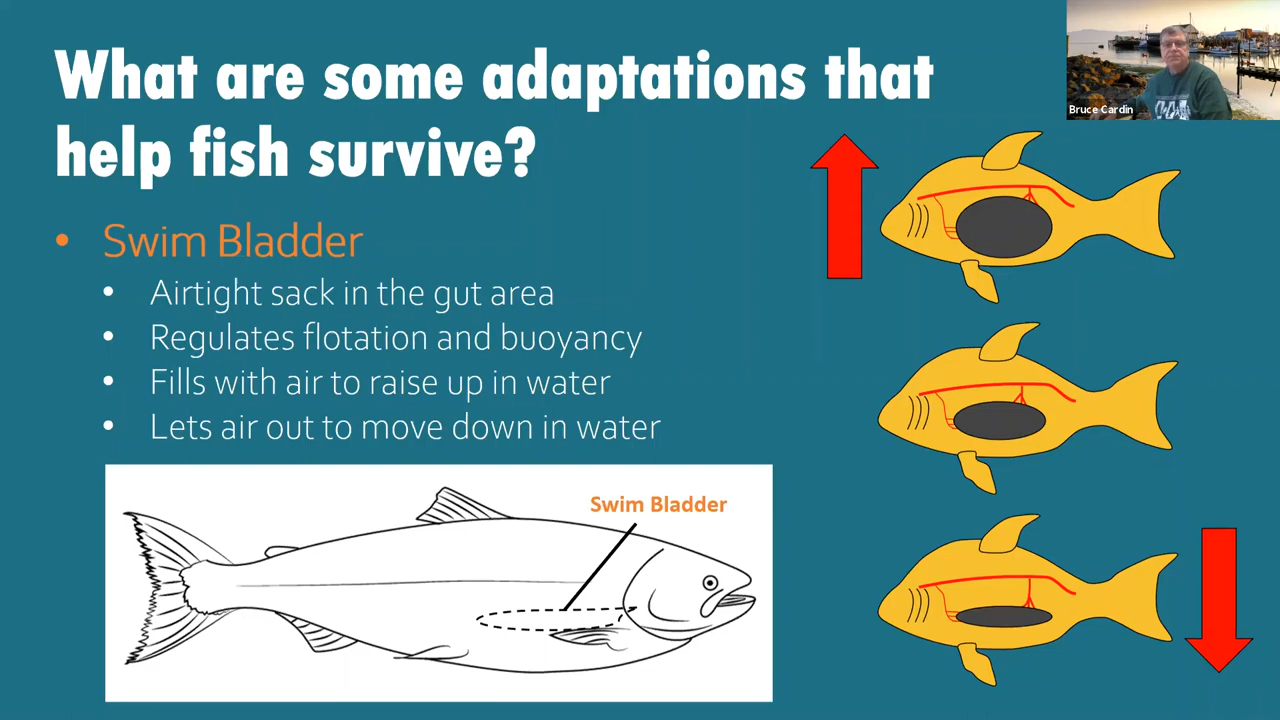 What are some adaptations that
help fish survive?
• Swim Bladder
• Airtight sack in the gut area
• Regulates flotation and buoyancy
• Fills with air to raise up in water
• Lets air out to move down in water
Swim Bladder
Bruce Cardin